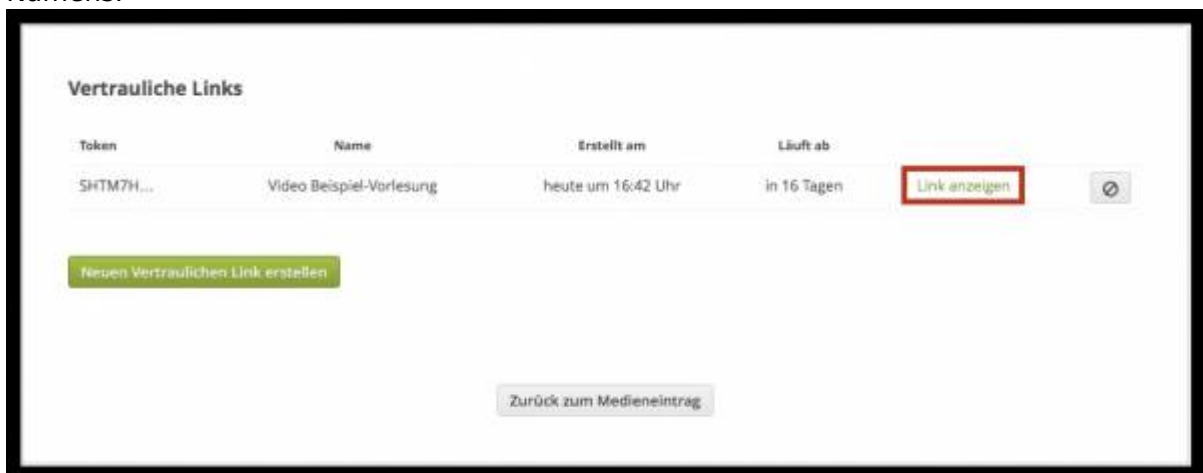 Vertrauliche Links
Token Name Erstellt am Läuft ab
SHTM7H... Video Beispiel-Vorlesung heute um 16:42 Uhr in 16 Tagen Link anzeigen
Neuen Vertraulichen Link erstellen
Zurück zum Medieneintrag